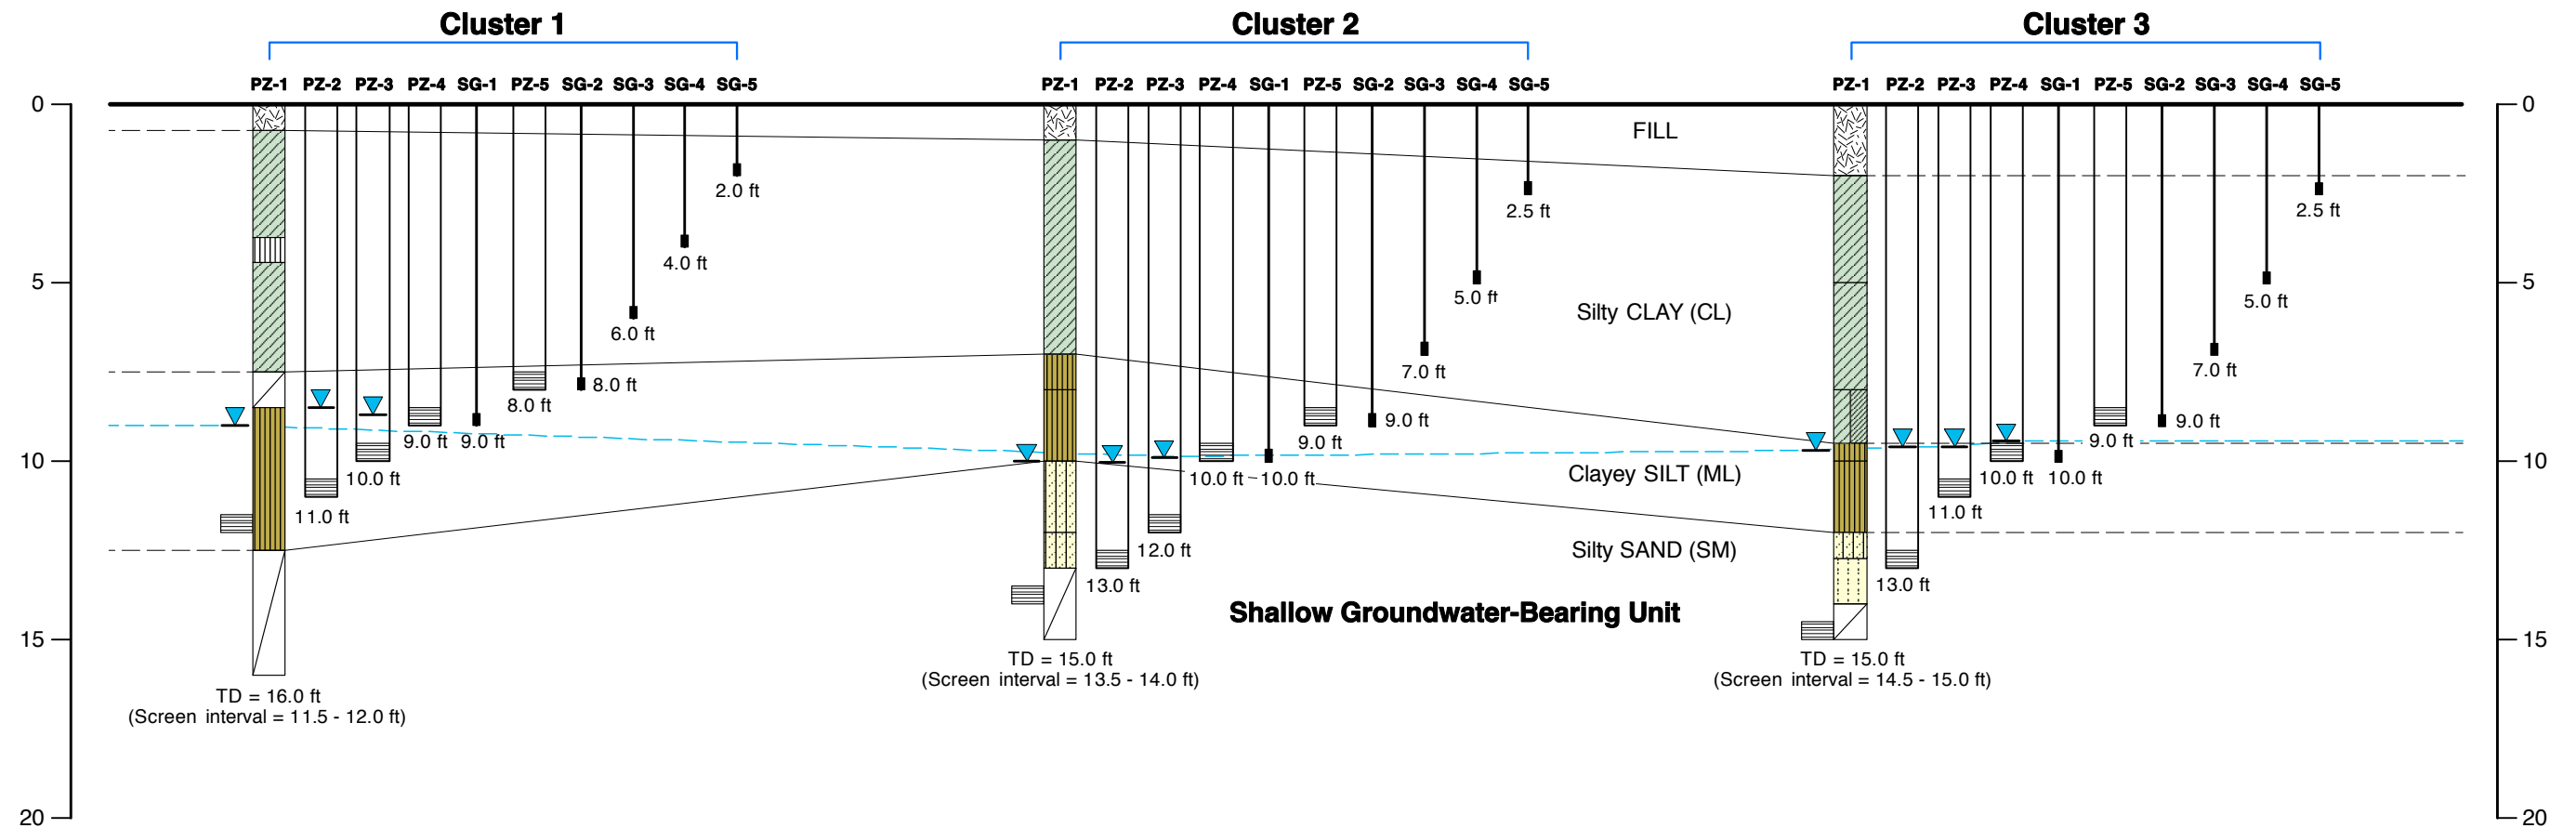 Cluster 1 Cluster 2 Cluster 3
PZ-1 PZ-2 PZ-3 PZ-4 SG-1 PZ-5 SG-2 SG-3 SG-4 SG-5 PZ-1 PZ-2 PZ-3 PZ-4 SG-1 PZ-5 SG-2 SG-3 SG-4 SG-5 PZ-1 PZ-2 PZ-3 PZ-4 SG-1 PZ-5 SG-2 SG-3 SG-4 SG-5
0 0
FILL
2.0 ft 2.5 ft 2.5 ft
4.0 ft
5 5.0 ft 5.0 ft 5
Silty CLAY (CL)
6.0 ft
7.0 ft 7.0 ft
8.0 ft
8.0 ft
9.0 ft 9.0 ft
9.0 ft 9.0 ft 9.0 ft 9.0 ft
10 10
10.0 ft 10.0 ft 10.0 ft Clayey SILT (ML) 10.0 ft 10.0 ft
11.0 ft 11.0 ft
12.0 ft Silty SAND (SM)
13.0 ft 13.0 ft
Shallow Groundwater-Bearing Unit
15 15
TD = 15.0 ft TD = 15.0 ft
(Screen interval = 13.5 - 14.0 ft) (Screen interval = 14.5 - 15.0 ft)
TD = 16.0 ft
(Screen interval = 11.5 - 12.0 ft)
20 20